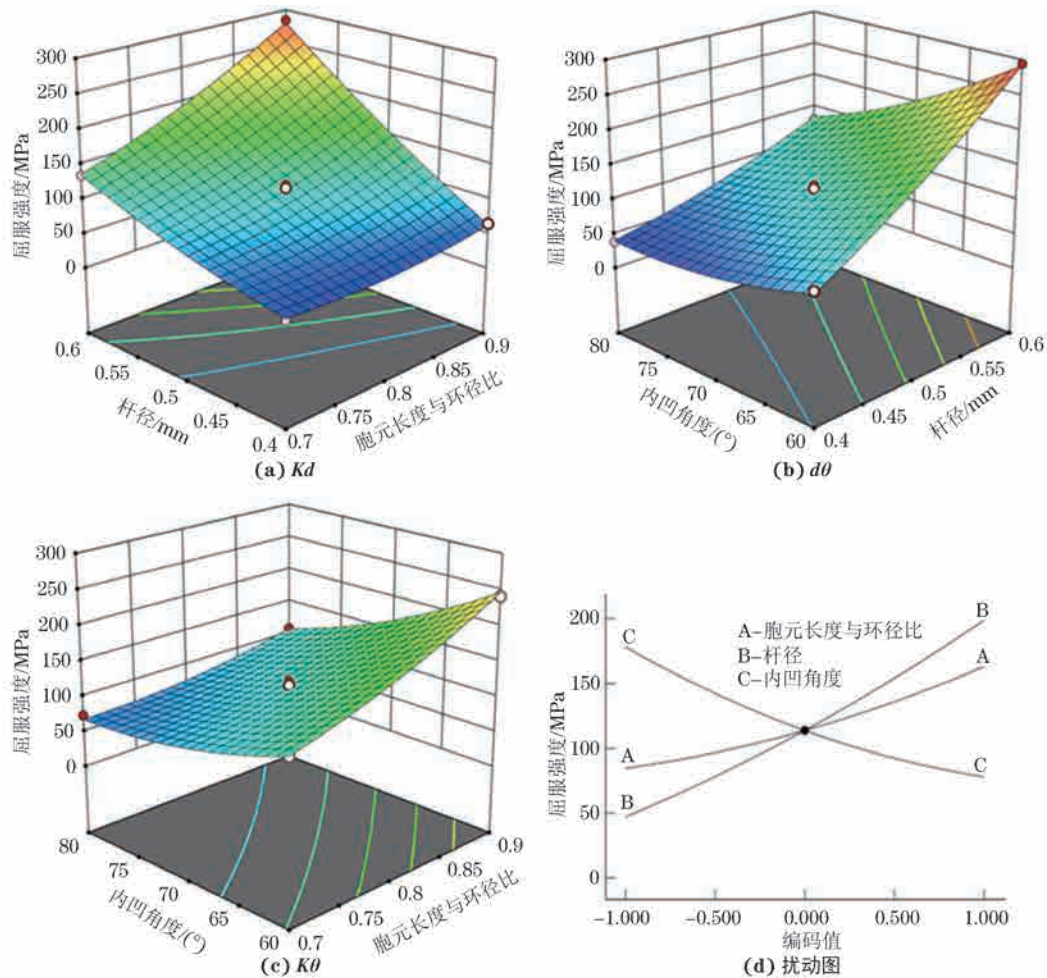 300
250
200
150
100
50
0
屈服强度/MPa
0.6
0.55
0.5
0.45
0.4
杆径/mm
0.7
0.75
0.8
0.85
0.9
胞元长度与环径比
(a) Kd
300
250
200
150
100
50
0
屈服强度/MPa
80
75
70
65
60
内凹角度/(°)
0.4
0.45
0.5
0.55
0.6
杆径/mm
(b) dθ
300
250
200
150
100
50
0
屈服强度/MPa
80
75
70
65
60
内凹角度/(°)
0.7
0.75
0.8
0.85
0.9
胞元长度与环径比
(c) Kθ
200
150
100
50
0
屈服强度/MPa
A-胞元长度与环径比
B-杆径
C-内凹角度
C
A
B
B
A
C
-1.000
-0.500
0.000
0.500
1.000
编码值
(d) 扰动图